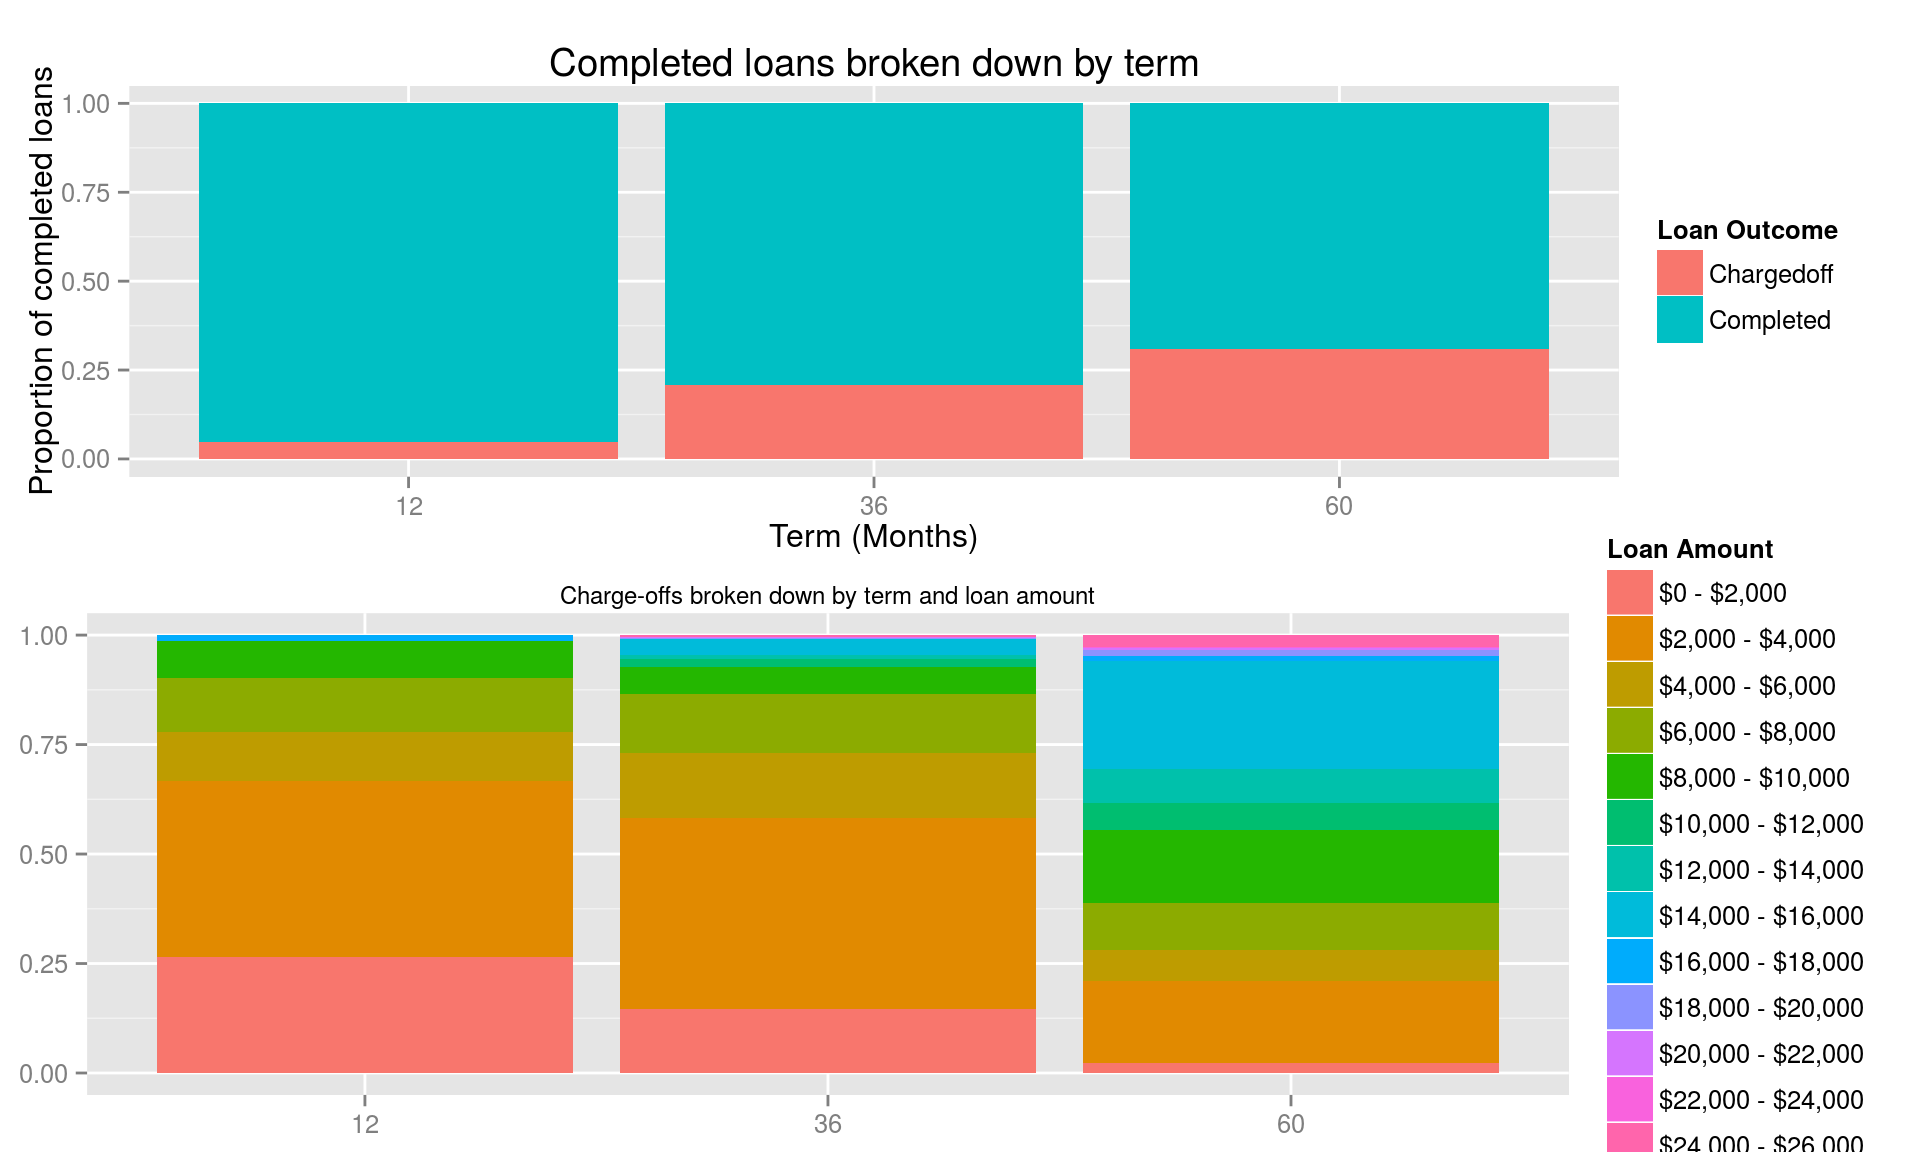 Completed loans broken down by term
Proportion of completed loans
1.00
0.75
0.50
0.25
0.00
12
36
60
Term (Months)
Loan Outcome
Chargedoff
Completed
Charge-offs broken down by term and loan amount
1.00
0.75
0.50
0.25
0.00
12
36
60
Loan Amount
$0 - $2,000
$2,000 - $4,000
$4,000 - $6,000
$6,000 - $8,000
$8,000 - $10,000
$10,000 - $12,000
$12,000 - $14,000
$14,000 - $16,000
$16,000 - $18,000
$18,000 - $20,000
$20,000 - $22,000
$22,000 - $24,000
$24,000 - $26,000